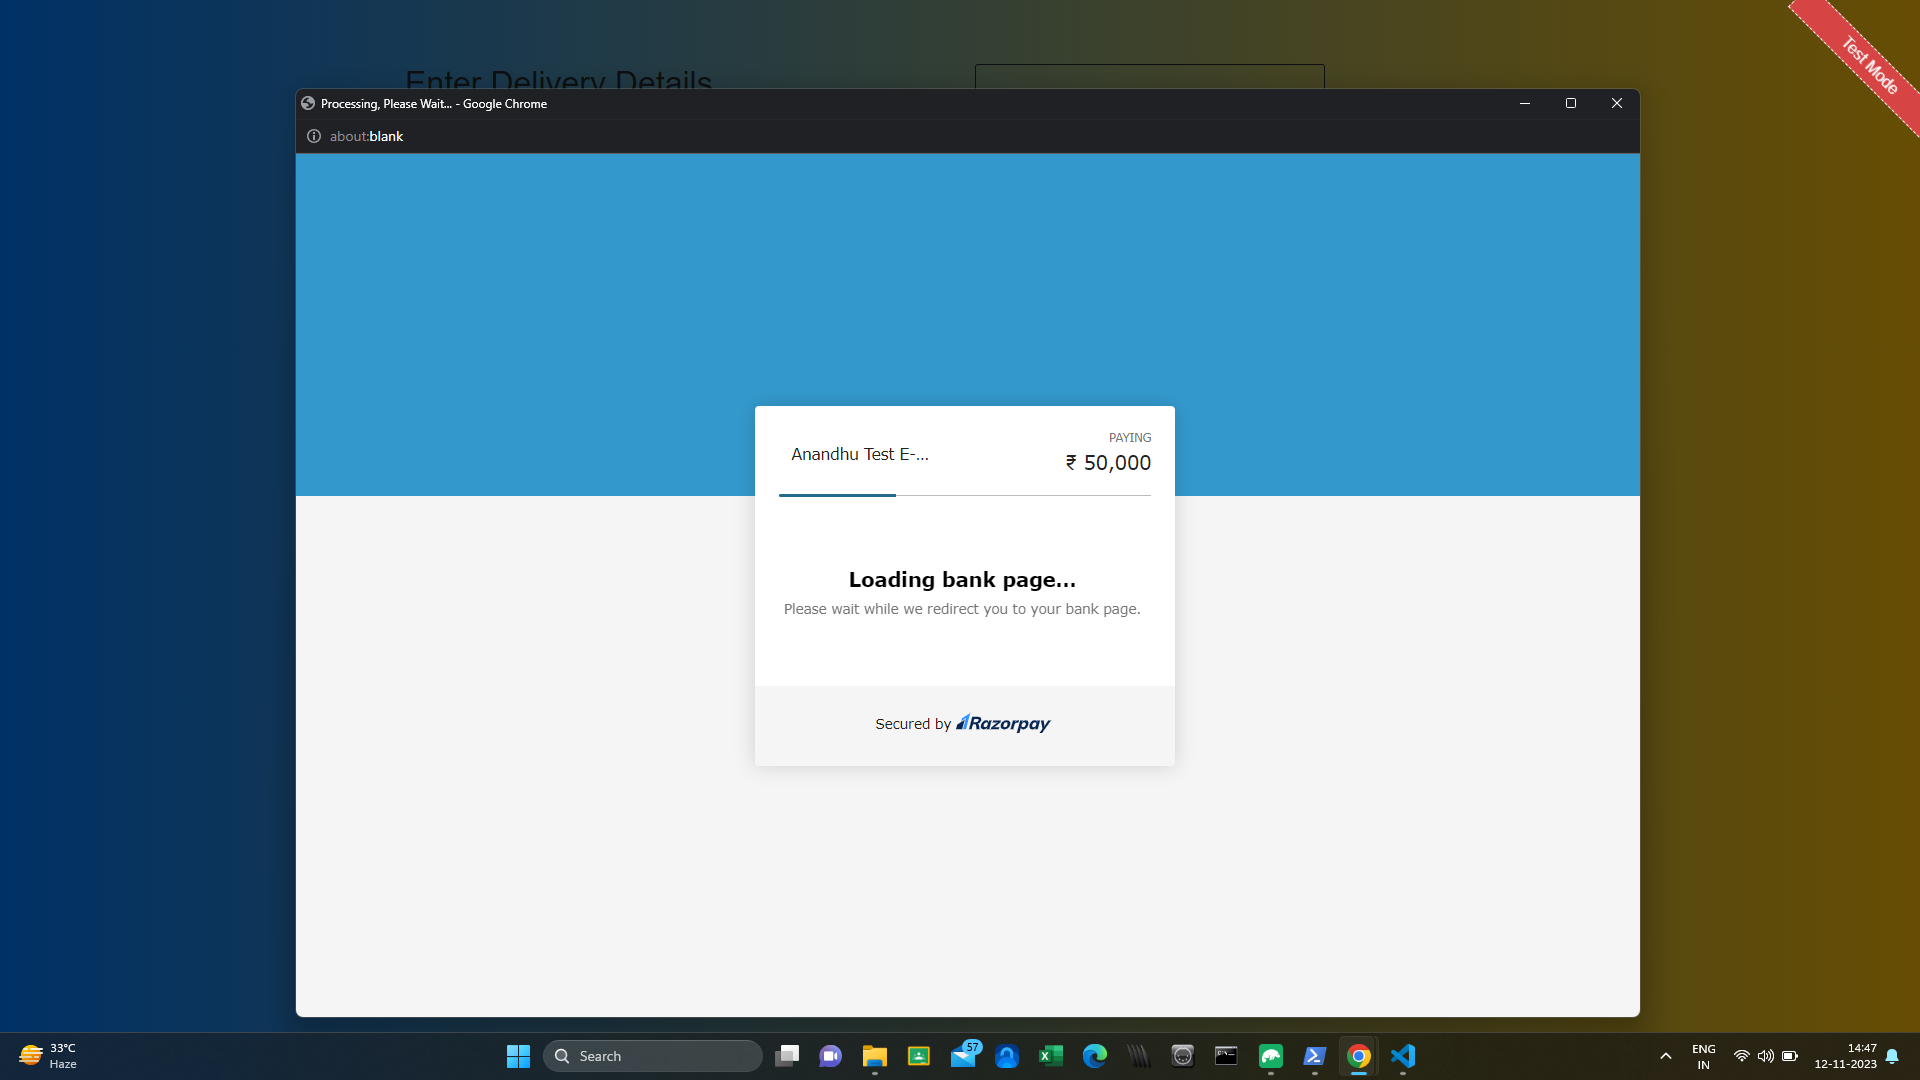 Enter Delivery Details
Test Mode
Processing, Please Wait... - Google Chrome
about:blank
Anandhu Test E-...
PAYING
₹ 50,000
Loading bank page...
Please wait while we redirect you to your bank page.
Secured by Razorpay
33°C
Haze
Search
57
ENG
IN
14:47
12-11-2023